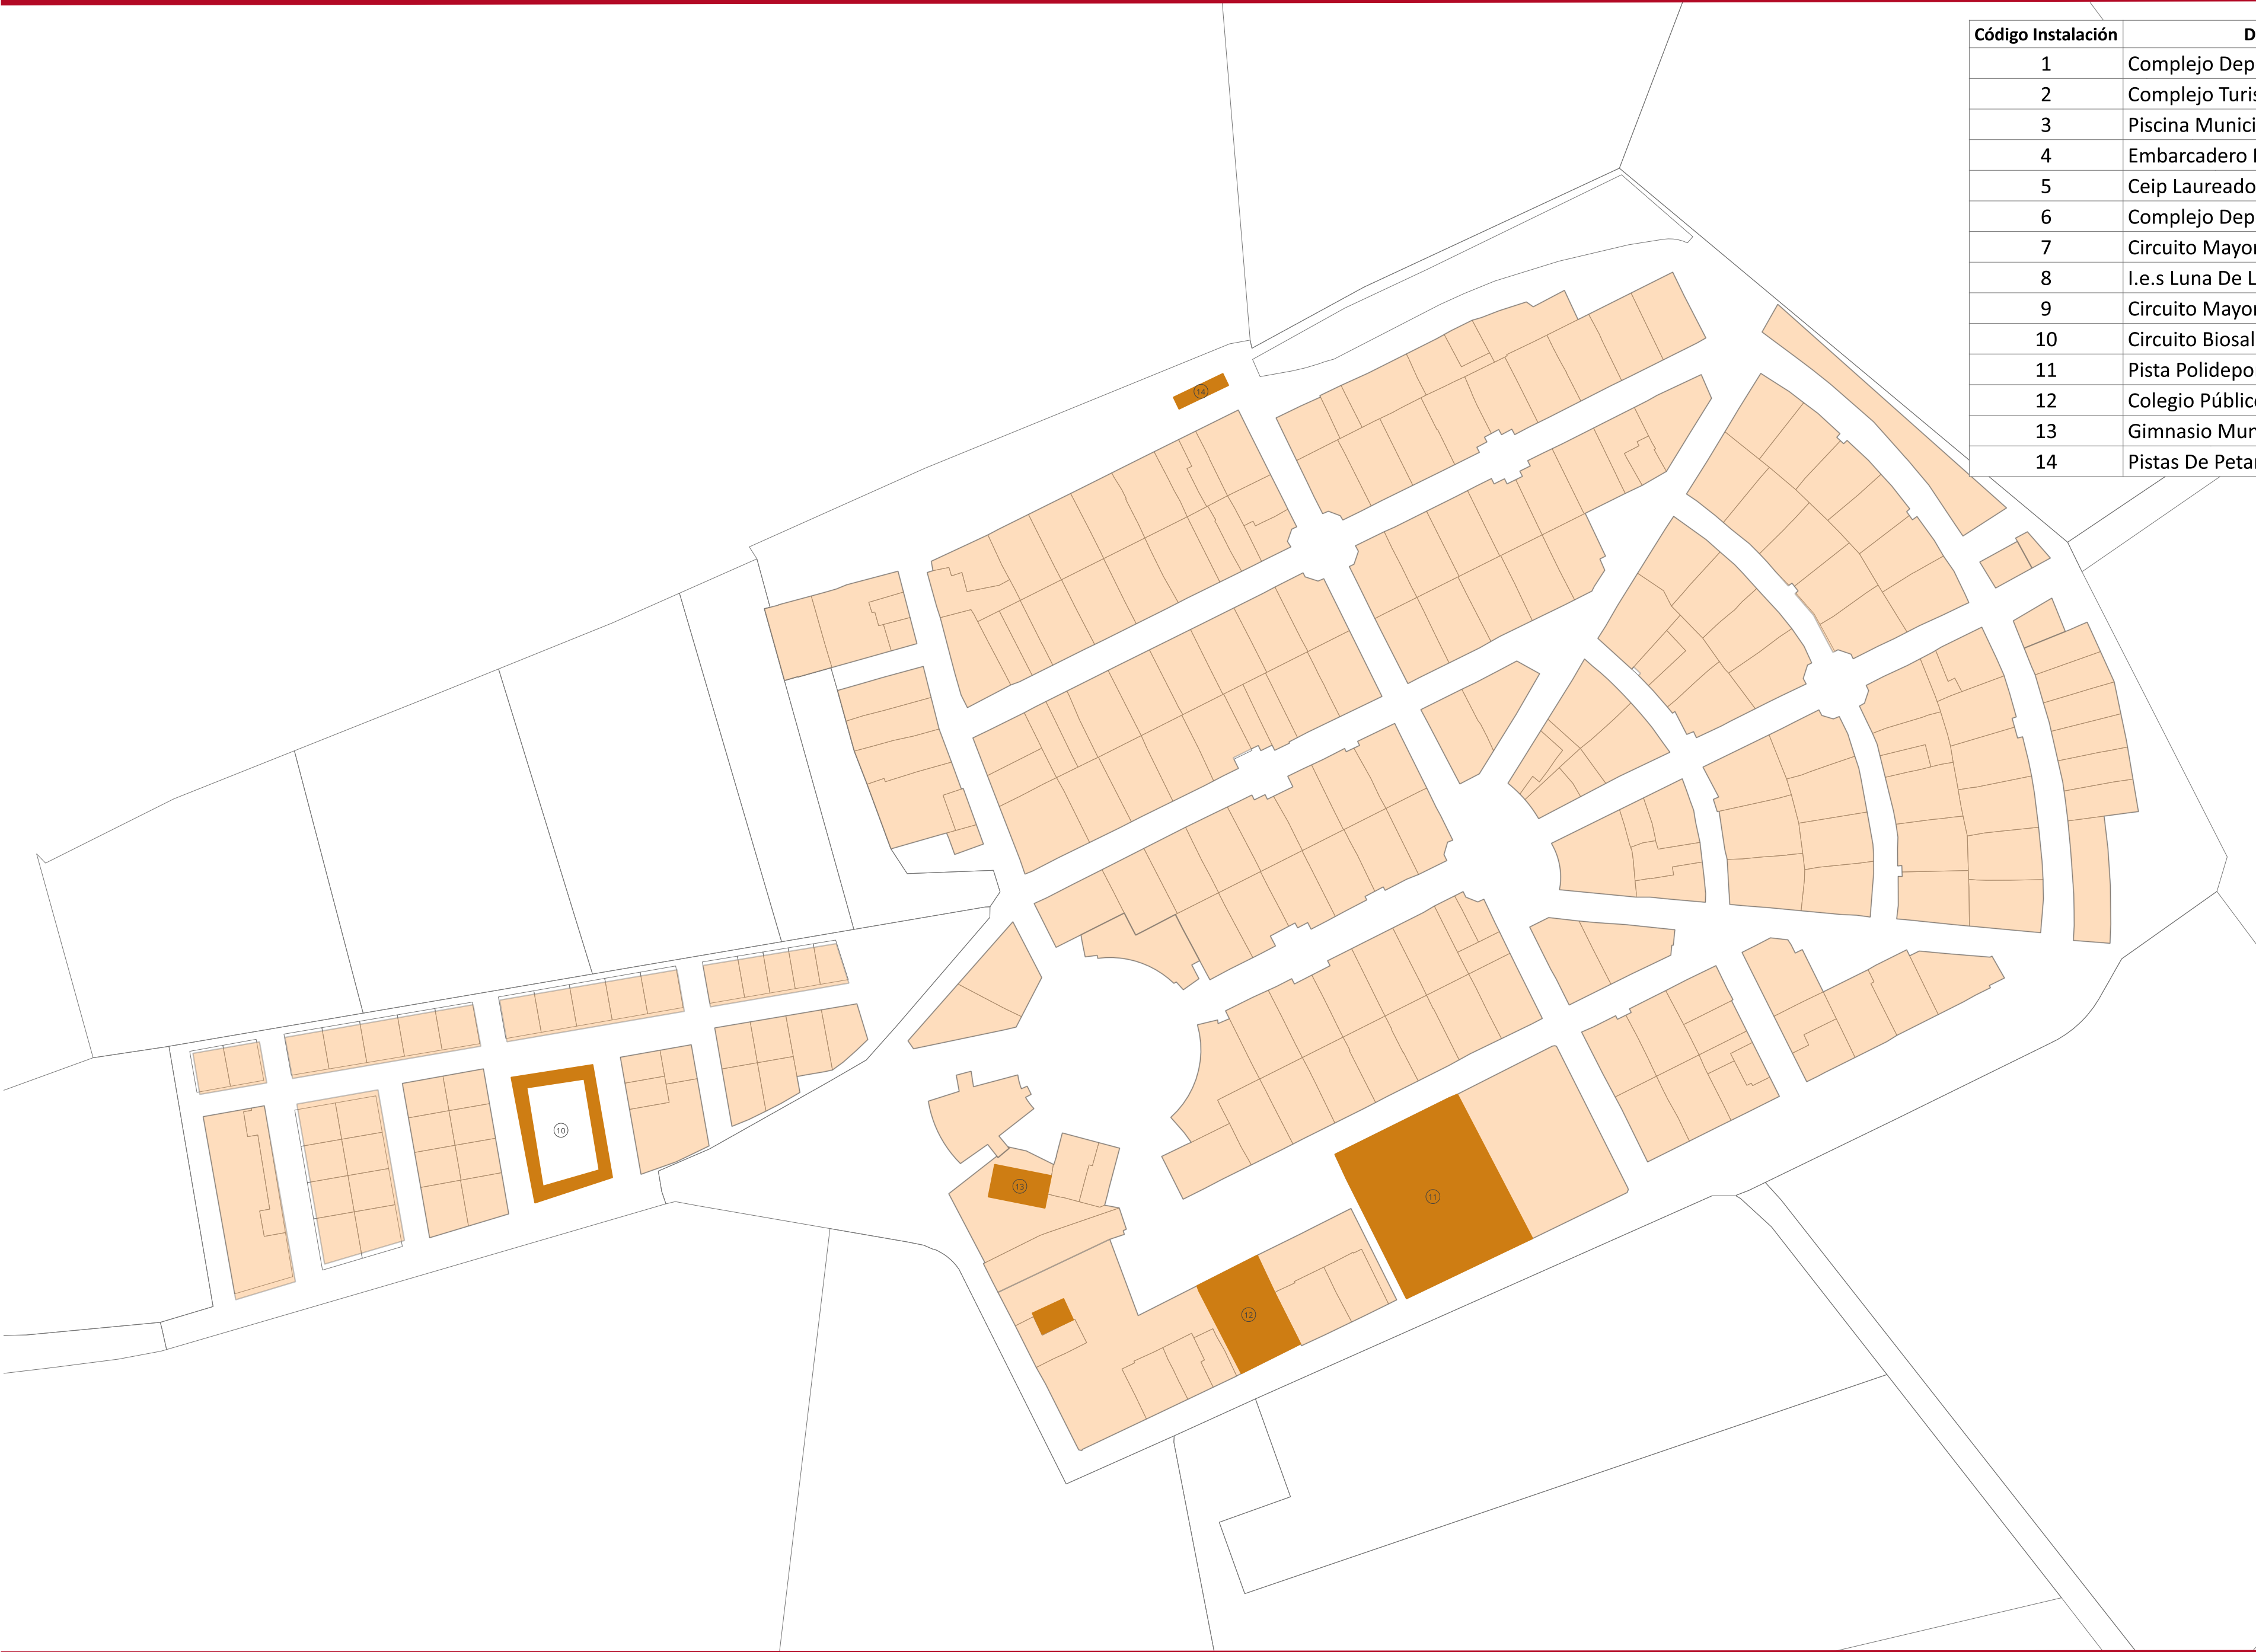 Código Instalación D
1 Complejo Dep
2 Complejo Turis
3 Piscina Munici
4 Embarcadero
5 Ceip Laureado
6 Complejo Dep
7 Circuito Mayor
8 I.e.s Luna De L
9 Circuito Mayor
10 Circuito Biosal
11 Pista Polidepo
12 Colegio Público
13 Gimnasio Mun
14 Pistas De Petan
14
10
13
11
12